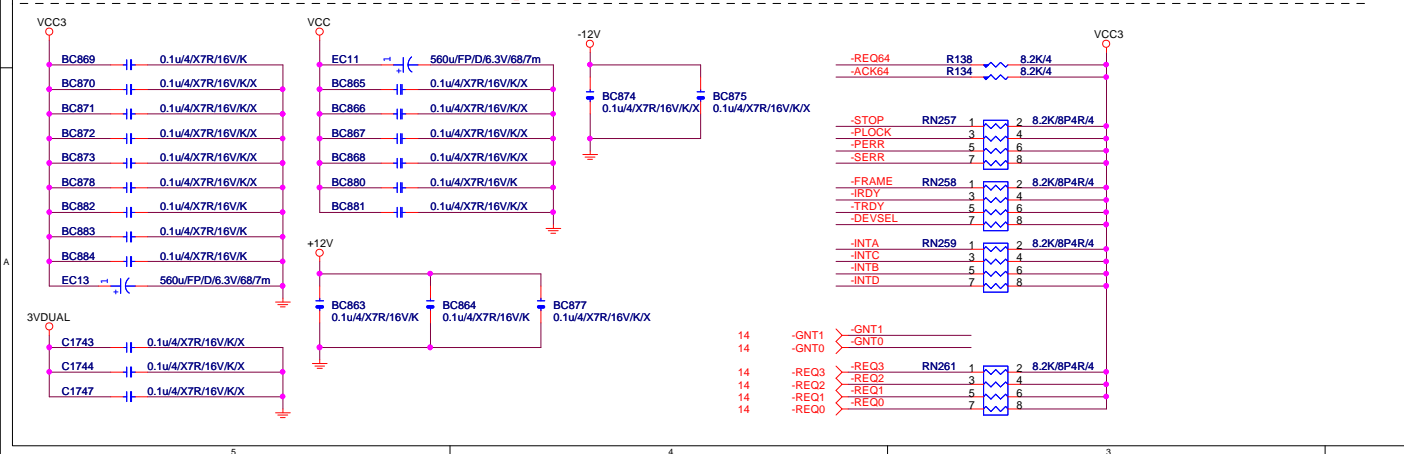 VCC3
BC869 0.1u/4/X7R/16V/K
BC870 0.1u/4/X7R/16V/K/X
BC871 0.1u/4/X7R/16V/K/X
BC872 0.1u/4/X7R/16V/K/X
BC873 0.1u/4/X7R/16V/K/X
BC878 0.1u/4/X7R/16V/K/X
BC882 0.1u/4/X7R/16V/K
BC883 0.1u/4/X7R/16V/K
BC884 0.1u/4/X7R/16V/K
EC13 1 + 560u/FP/D/6.3V/68/7m
3VDUAL
C1743 0.1u/4/X7R/16V/K/X
C1744 0.1u/4/X7R/16V/K/X
C1747 0.1u/4/X7R/16V/K/X
VCC
EC11 1 + 560u/FP/D/6.3V/68/7m
BC865 0.1u/4/X7R/16V/K/X
BC866 0.1u/4/X7R/16V/K/X
BC867 0.1u/4/X7R/16V/K/X
BC868 0.1u/4/X7R/16V/K/X
BC880 0.1u/4/X7R/16V/K
BC881 0.1u/4/X7R/16V/K/X
+12V
BC863
0.1u/4/X7R/16V/K
BC864
0.1u/4/X7R/16V/K
BC877
0.1u/4/X7R/16V/K/X
-12V
BC874
0.1u/4/X7R/16V/K/X
BC875
0.1u/4/X7R/16V/K/X
VCC3
-REQ64 R138 8.2K/4
-ACK64 R134 8.2K/4
-STOP RN257 1 2 8.2K/8P4R/4
-PLOCK 3 4
-PERR 5 6
-SERR 7 8
-FRAME RN258 1 2 8.2K/8P4R/4
-IRDY 3 4
-TRDY 5 6
-DEVSEL 7 8
-INTA RN259 1 2 8.2K/8P4R/4
-INTC 3 4
-INTB 5 6
-INTD 7 8
14 -GNT1 -GNT1
14 -GNT0 -GNT0
14 -REQ3 -REQ3 RN261 1 2 8.2K/8P4R/4
14 -REQ2 -REQ2 3 4
14 -REQ1 -REQ1 5 6
14 -REQ0 -REQ0 7 8
A
5 4 3